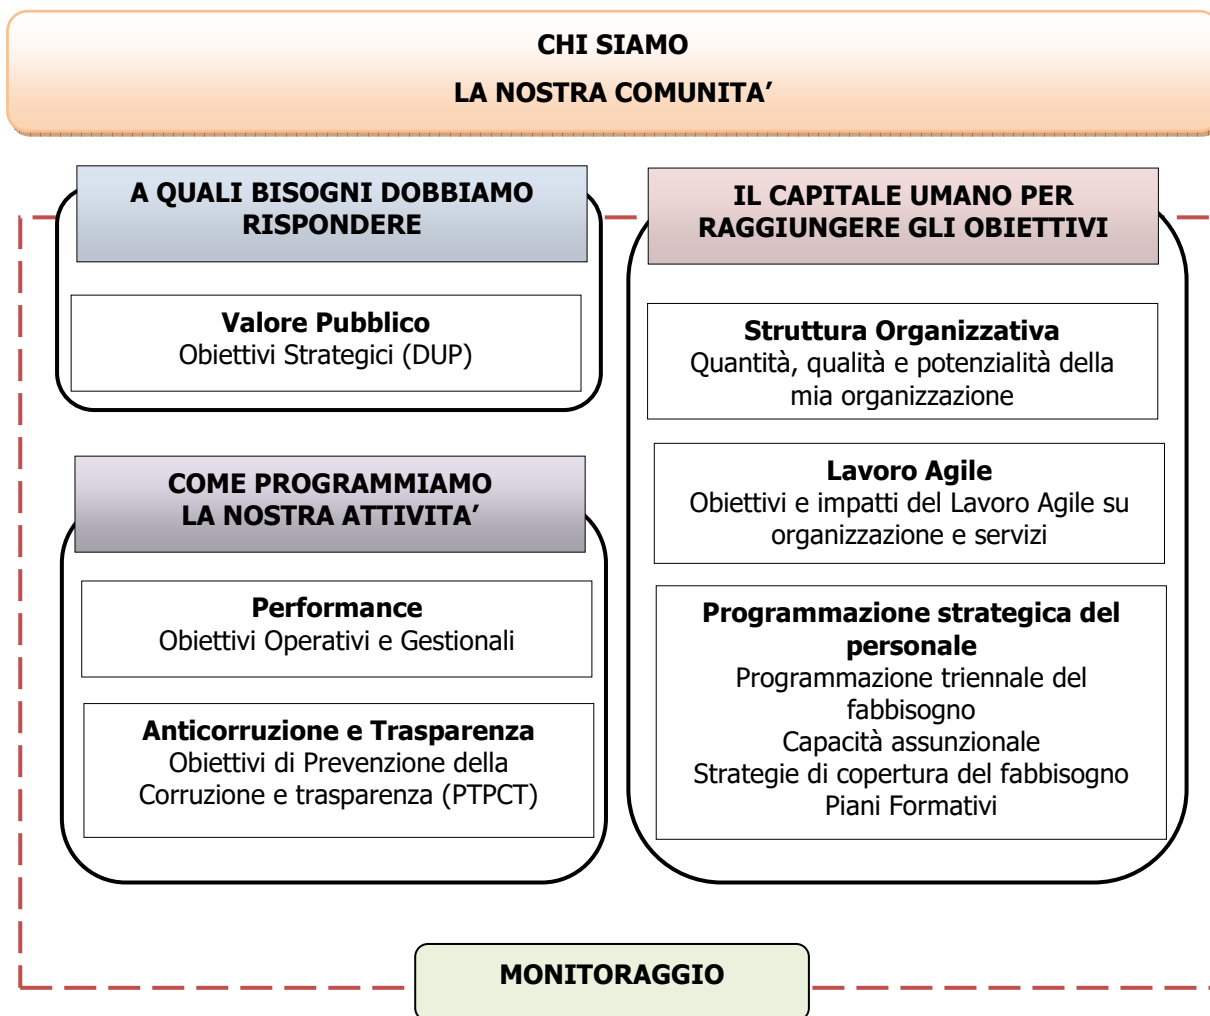 CHI SIAMO
LA NOSTRA COMUNITA’
A QUALI BISOGNI DOBBIAMO
RISPONDERE
Valore Pubblico
Obiettivi Strategici (DUP)
COME PROGRAMMIAMO
LA NOSTRA ATTIVITA’
Performance
Obiettivi Operativi e Gestionali
Anticorruzione e Trasparenza
Obiettivi di Prevenzione della
Corruzione e trasparenza (PTPCT)
IL CAPITALE UMANO PER
RAGGIUNGERE GLI OBIETTIVI
Struttura Organizzativa
Quantità, qualità e potenzialità della
mia organizzazione
Lavoro Agile
Obiettivi e impatti del Lavoro Agile su
organizzazione e servizi
Programmazione strategica del
personale
Programmazione triennale del
fabbisogno
Capacità assunzionale
Strategie di copertura del fabbisogno
Piani Formativi
MONITORAGGIO